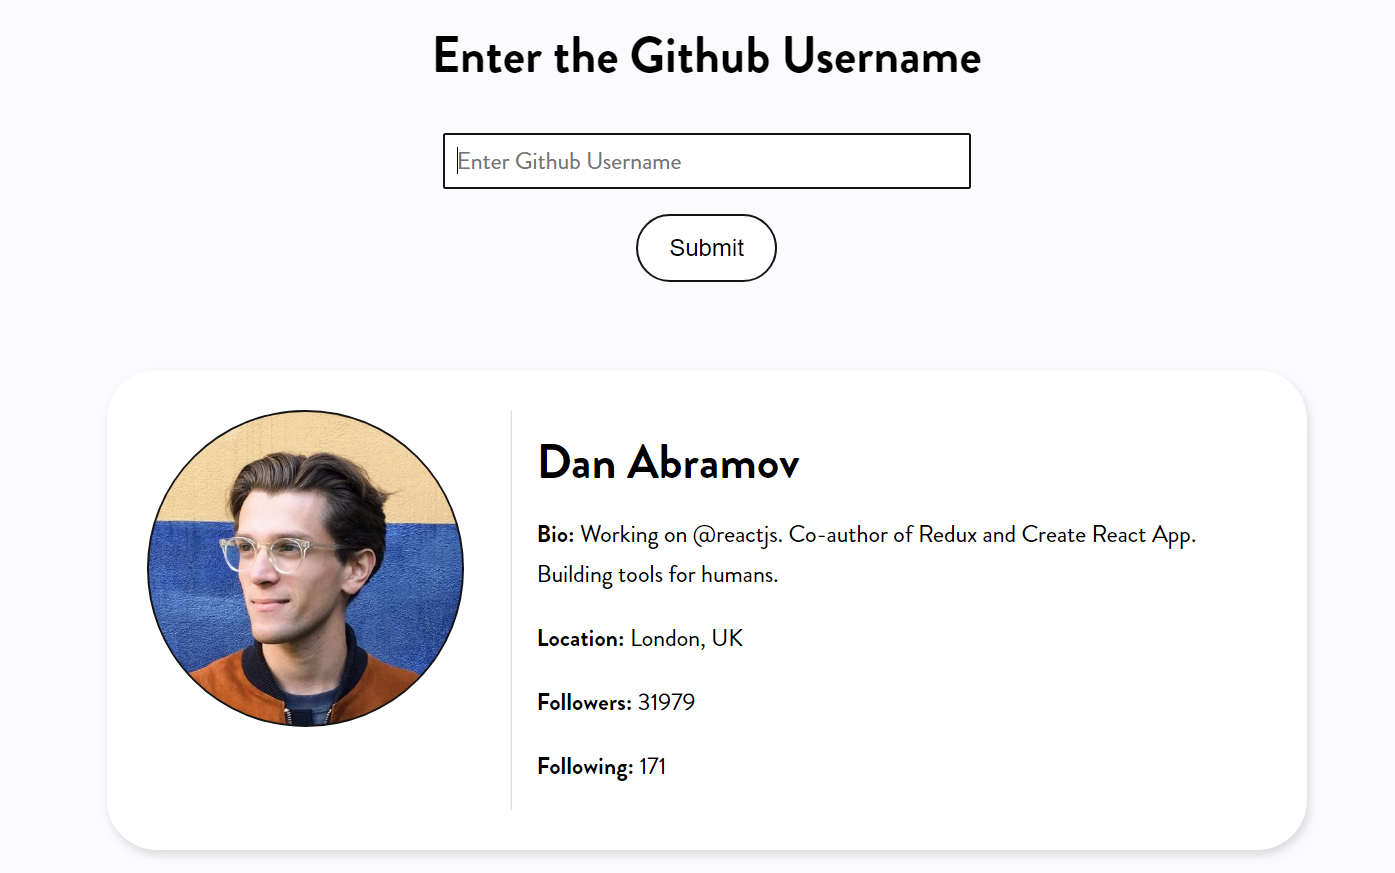 Enter the Github Username
Enter Github Username
Submit
Dan Abramov
Bio: Working on @reactjs. Co-author of Redux and Create React App.
Building tools for humans.
Location: London, UK
Followers: 31979
Following: 171